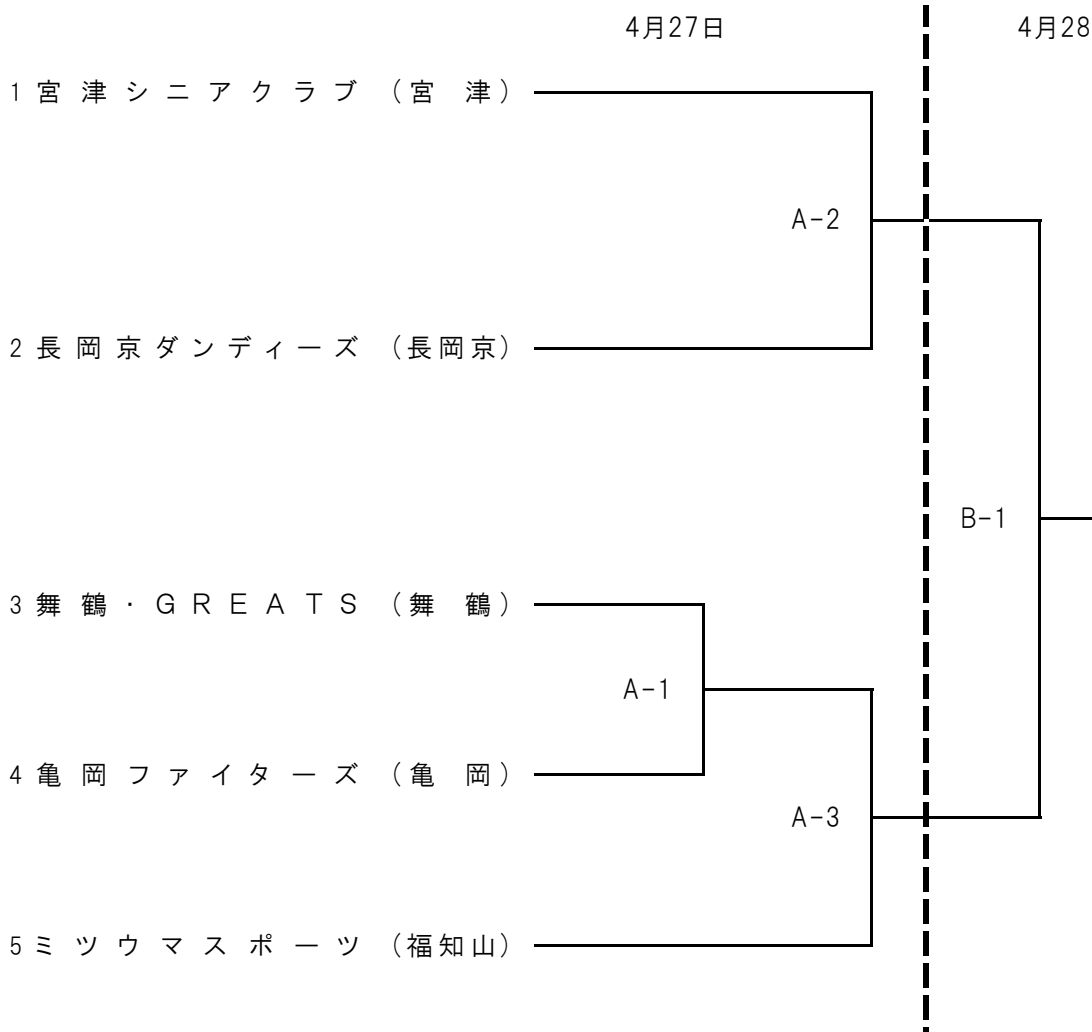 4月27日
4月28
1 宮津シニアクラブ (宮 津)
A-2
2 長岡京ダンディーズ (長岡京)
B-1
3 舞鶴・GREATS (舞 鶴)
A-1
4 亀岡ファイターズ (亀 岡)
A-3
5 ミツウマスポーツ (福知山)